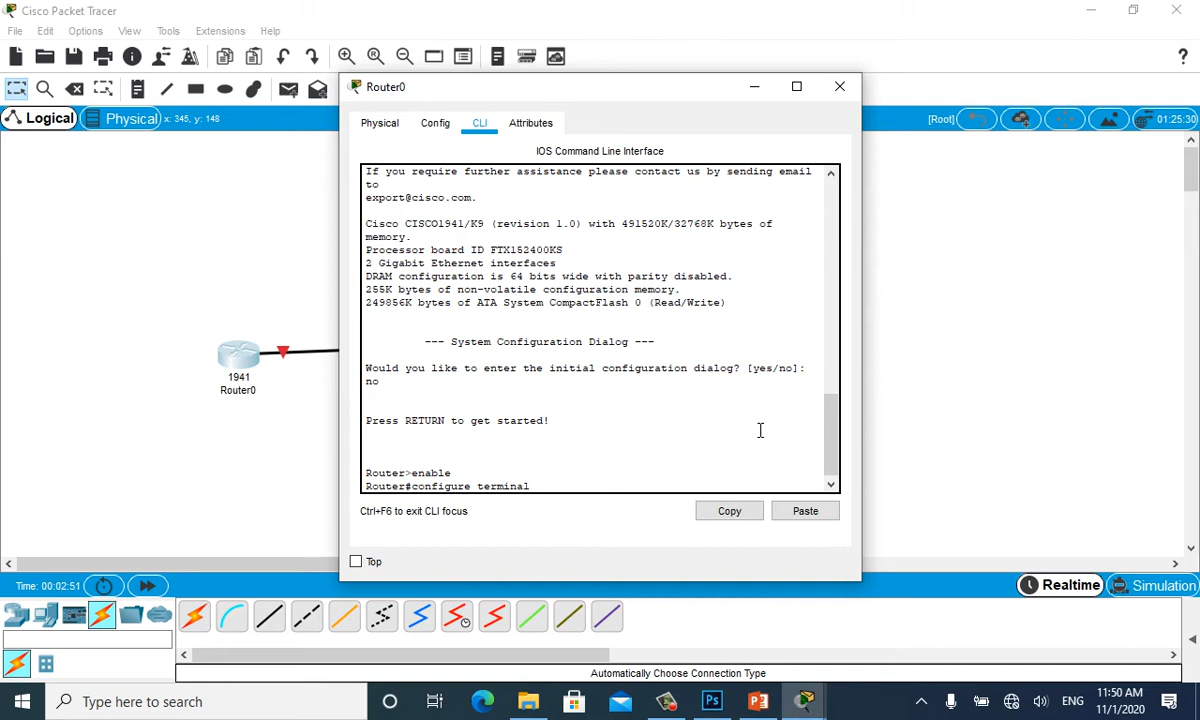 Cisco Packet Tracer
File Edit Options View Tools Extensions Help
Router0
Logical Physical x: 345, y: 148 [Root] 01:25:30
Physical Config CLI Attributes
IOS Command Line Interface
If you require further assistance please contact us by sending email
to
export@cisco.com.
Cisco CISCO1941/K9 (revision 1.0) with 491520K/32768K bytes of
memory.
Processor board ID FTX152400KS
2 Gigabit Ethernet interfaces
DRAM configuration is 64 bits wide with parity disabled.
255K bytes of non-volatile configuration memory.
249856K bytes of ATA System CompactFlash 0 (Read/Write)
--- System Configuration Dialog ---
Would you like to enter the initial configuration dialog? [yes/no]:
no
Press RETURN to get started!
Router>enable
Router#configure terminal
1941
Router0
Ctrl+F6 to exit CLI focus
Copy Paste
Top
Time: 00:02:51
Realtime Simulation
Automatically Choose Connection Type
Type here to search
Ps
ENG
11:50 AM
11/1/2020